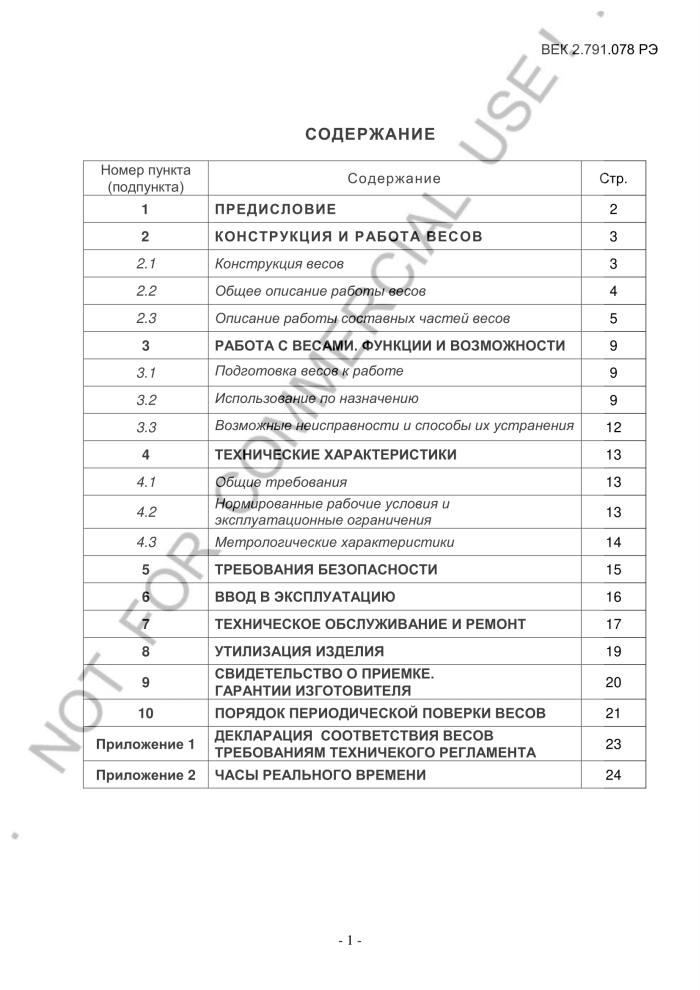 ВЕК 2.791.078 РЭ
СОДЕРЖАНИЕ
Номер пункта
(подпункта)
Содержание
Стр.
1 ПРЕДИСЛОВИЕ 2
2 КОНСТРУКЦИЯ И РАБОТА ВЕСОВ 3
2.1 Конструкция весов 3
2.2 Общее описание работы весов 4
2.3 Описание работы составных частей весов 5
3 РАБОТА С ВЕСАМИ. ФУНКЦИИ И ВОЗМОЖНОСТИ 9
3.1 Подготовка весов к работе 9
3.2 Использование по назначению 9
3.3 Возможные неисправности и способы их устранения 12
4 ТЕХНИЧЕСКИЕ ХАРАКТЕРИСТИКИ 13
4.1 Общие требования 13
4.2 Нормированные рабочие условия и
эксплуатационные ограничения 13
4.3 Метрологические характеристики 14
5 ТРЕБОВАНИЯ БЕЗОПАСНОСТИ 15
6 ВВОД В ЭКСПЛУАТАЦИЮ 16
7 ТЕХНИЧЕСКОЕ ОБСЛУЖИВАНИЕ И РЕМОНТ 17
8 УТИЛИЗАЦИЯ ИЗДЕЛИЯ 19
9 СВИДЕТЕЛЬСТВО О ПРИЕМКЕ.
ГАРАНТИИ ИЗГОТОВИТЕЛЯ 20
10 ПОРЯДОК ПЕРИОДИЧЕСКОЙ ПОВЕРКИ ВЕСОВ 21
Приложение 1 ДЕКЛАРАЦИЯ СООТВЕТСТВИЯ ВЕСОВ
ТРЕБОВАНИЯМ ТЕХНИЧЕКОГО РЕГЛАМЕНТА 23
Приложение 2 ЧАСЫ РЕАЛЬНОГО ВРЕМЕНИ 24
- 1 -
NOT FOR COMMERCIAL USE !